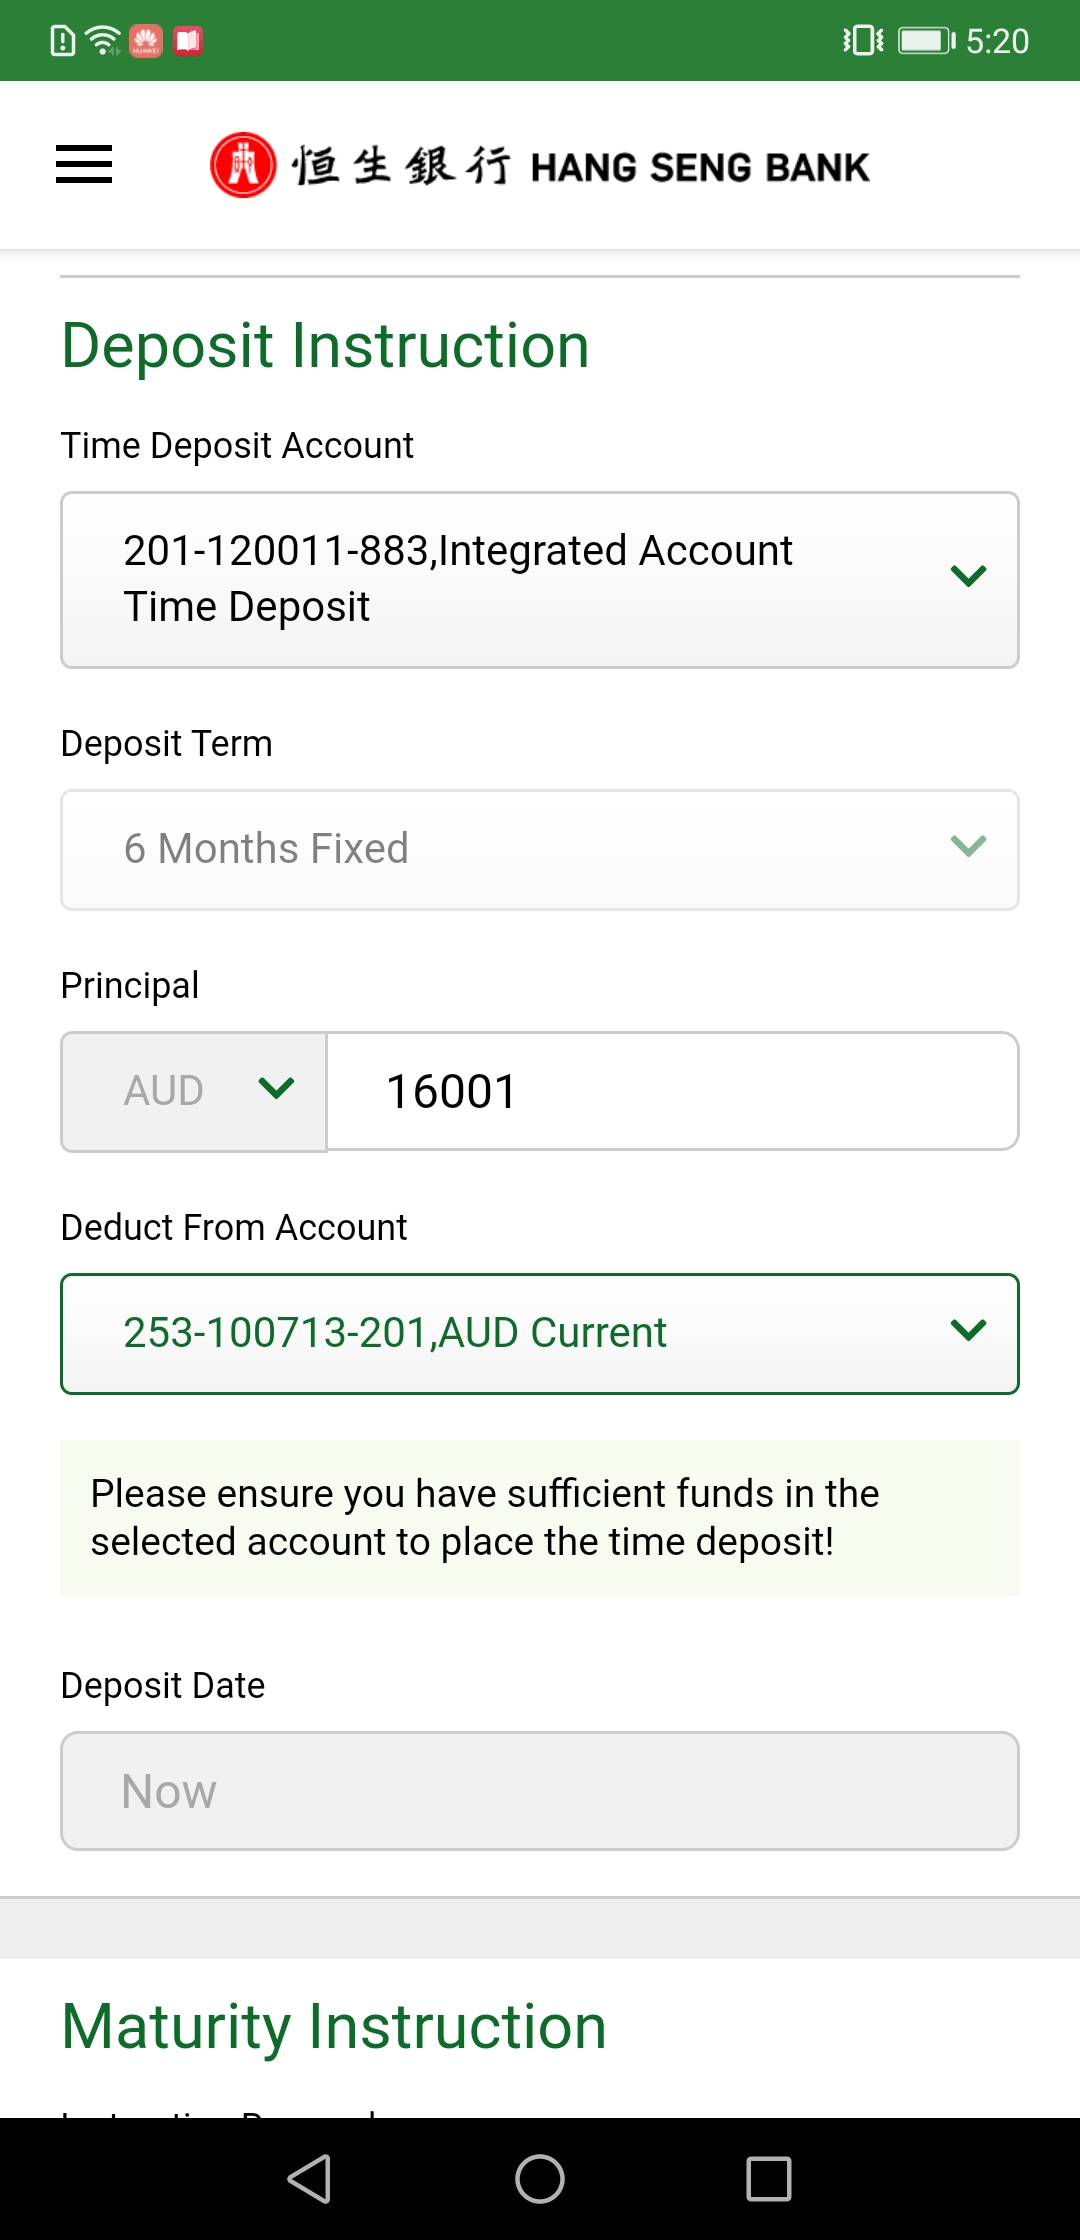 5:20
恒生銀行 HANG SENG BANK
Deposit Instruction
Time Deposit Account
201-120011-883,Integrated Account
Time Deposit
Deposit Term
6 Months Fixed
Principal
AUD 16001
Deduct From Account
253-100713-201,AUD Current
Please ensure you have sufficient funds in the
selected account to place the time deposit!
Deposit Date
Now
Maturity Instruction